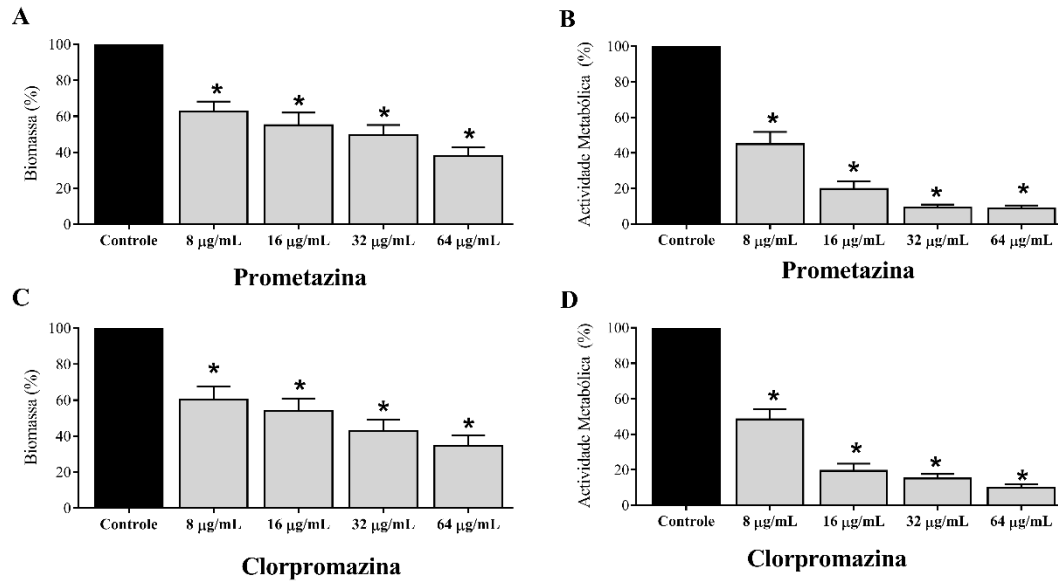 A
Biomassa (%)
100
80
60
40
20
0
*
*
*
*
Controle 8 µg/mL 16 µg/mL 32 µg/mL 64 µg/mL
Prometazina
B
Actividade Metabólica (%)
100
80
60
40
20
0
*
*
*
*
Controle 8 µg/mL 16 µg/mL 32 µg/mL 64 µg/mL
Prometazina
C
Biomassa (%)
100
80
60
40
20
0
*
*
*
*
Controle 8 µg/mL 16 µg/mL 32 µg/mL 64 µg/mL
Clorpromazina
D
Actividade Metabólica (%)
100
80
60
40
20
0
*
*
*
*
Controle 8 µg/mL 16 µg/mL 32 µg/mL 64 µg/mL
Clorpromazina